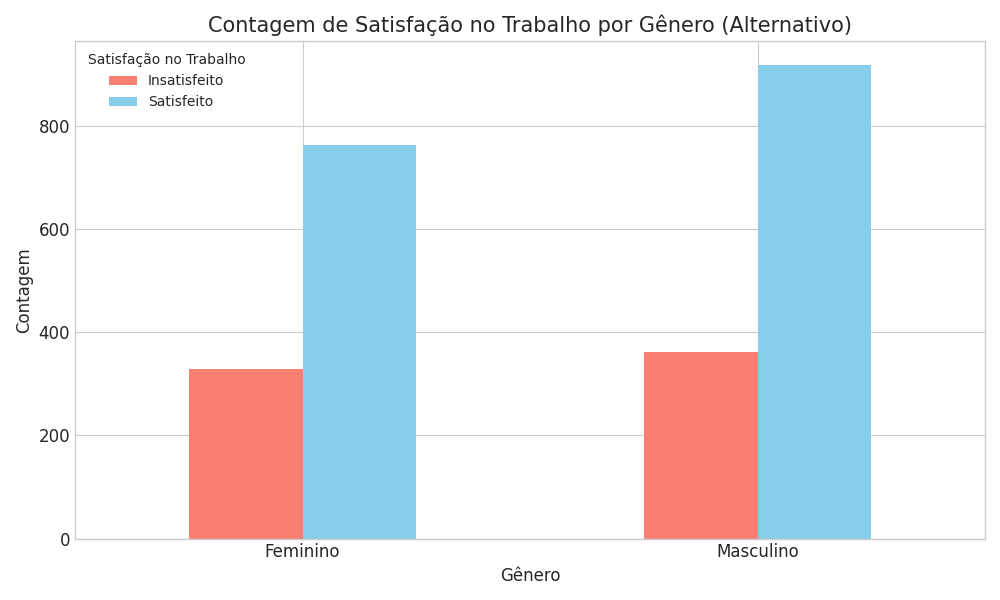 Contagem de Satisfação no Trabalho por Gênero (Alternativo)
Satisfação no Trabalho
Insatisfeito
Satisfeito
800
600
400
200
0
Contagem
Feminino
Masculino
Gênero